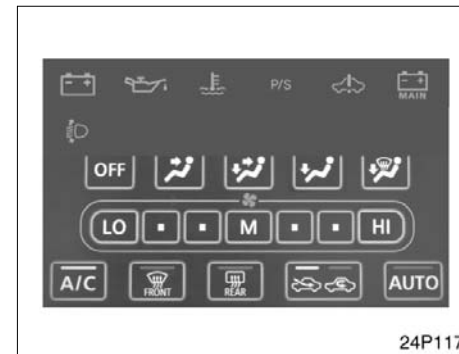 P/S
MAIN
OFF
LO M HI
A/C FRONT REAR AUTO
24P117